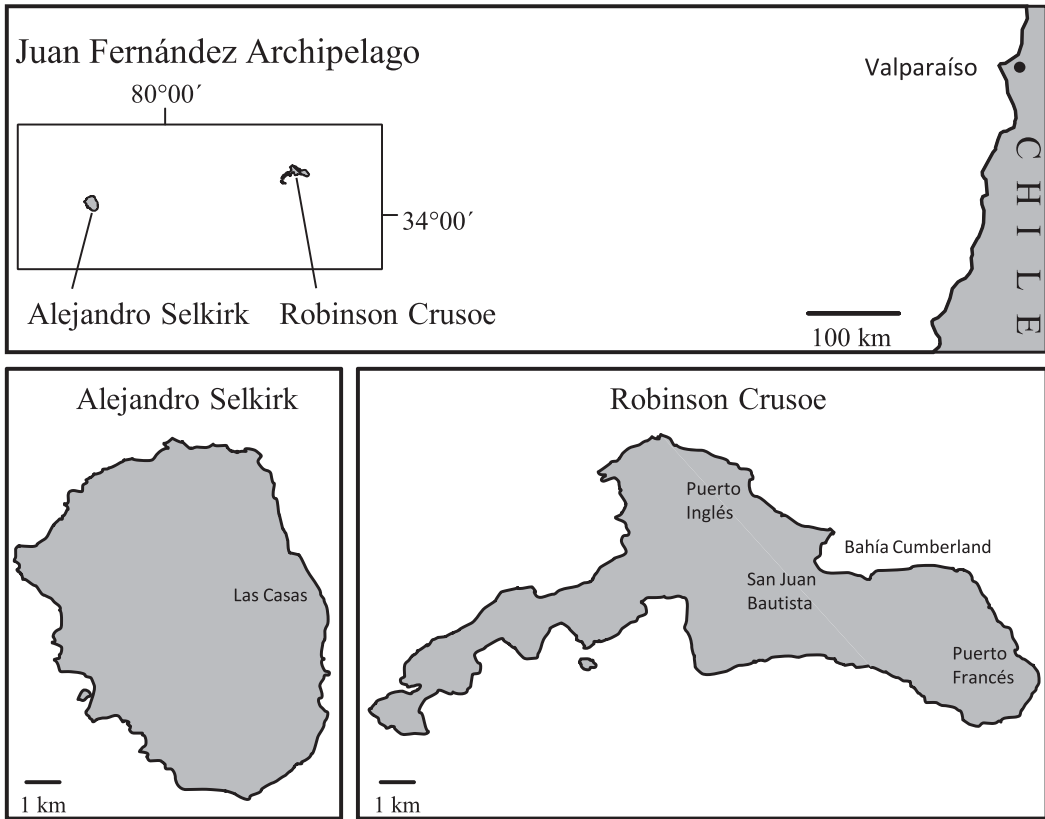 Juan Fernández Archipelago
80°00´
34°00´
Alejandro Selkirk
Robinson Crusoe
Valparaíso
CHILE
100 km
Alejandro Selkirk
Las Casas
1 km
Robinson Crusoe
Puerto
Inglés
Bahía Cumberland
San Juan
Bautista
Puerto
Francés
1 km